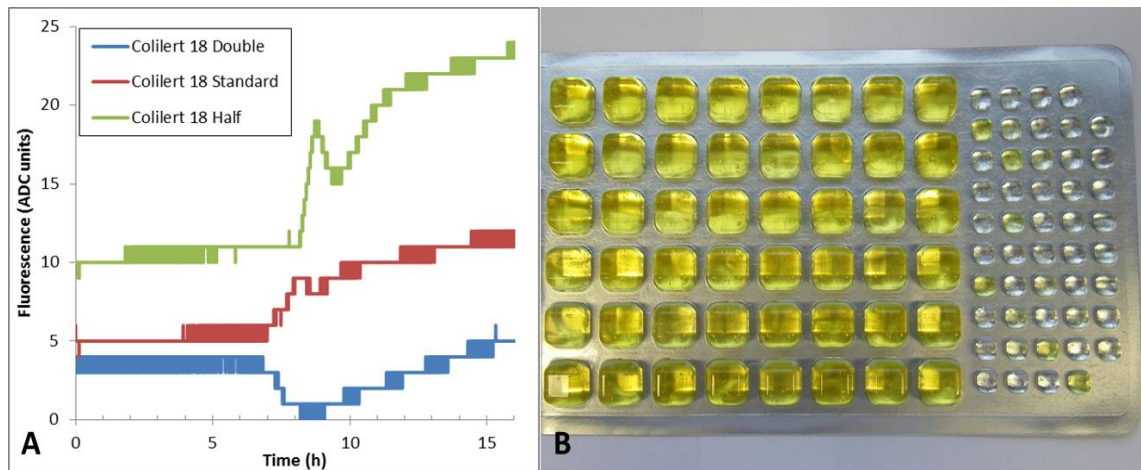 25
Colilert 18 Double
Colilert 18 Standard
Colilert 18 Half
20
15
10
5
0
Fluorescence (ADC units)
0 5 10 15
Time (h)
A
B